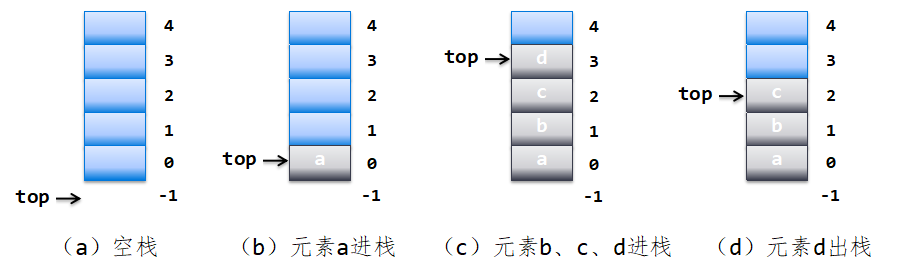 4 4 4 4
3 3 top d 3 3
2 2 c 2 top c 2
1 1 b 1 b 1
0 top a 0 a 0 a 0
top -1 -1 -1 -1
（a）空栈 （b）元素a进栈 （c）元素b、c、d进栈 （d）元素d出栈